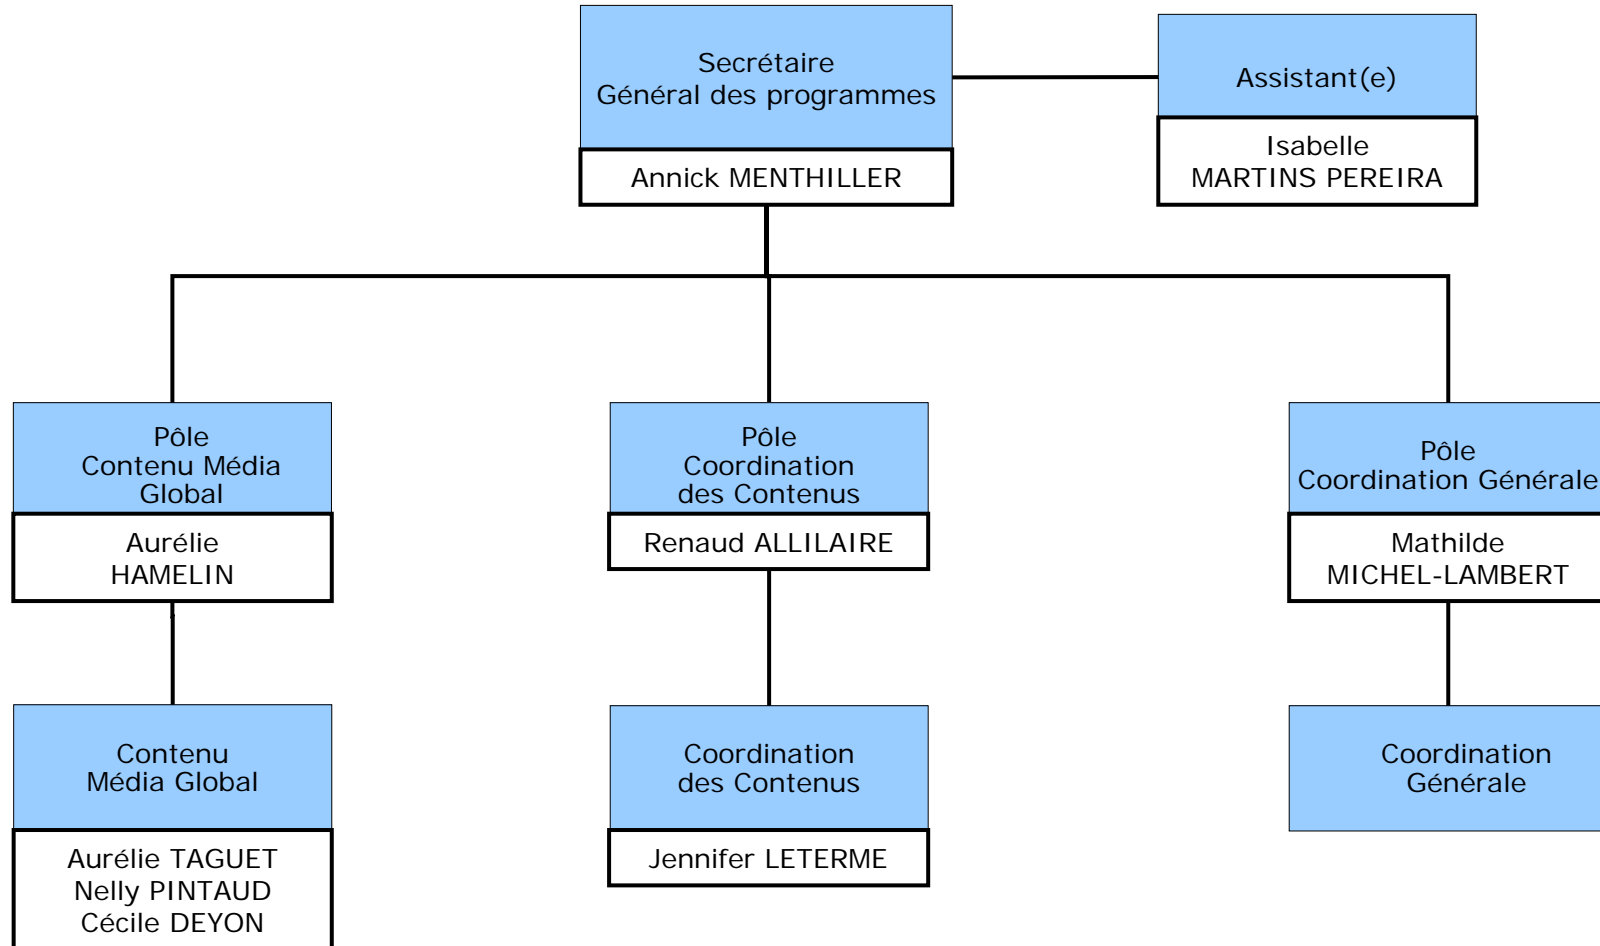 Secrétaire
Général des programmes
Annick MENTHILLER
Assistant(e)
Isabelle
MARTINS PEREIRA
Pôle
Contenu Média
Global
Aurélie
HAMELIN
Pôle
Coordination
des Contenus
Renaud ALLILAIRE
Pôle
Coordination Générale
Mathilde
MICHEL-LAMBERT
Contenu
Média Global
Aurélie TAGUET
Nelly PINTAUD
Cécile DEYON
Coordination
des Contenus
Jennifer LETERME
Coordination
Générale